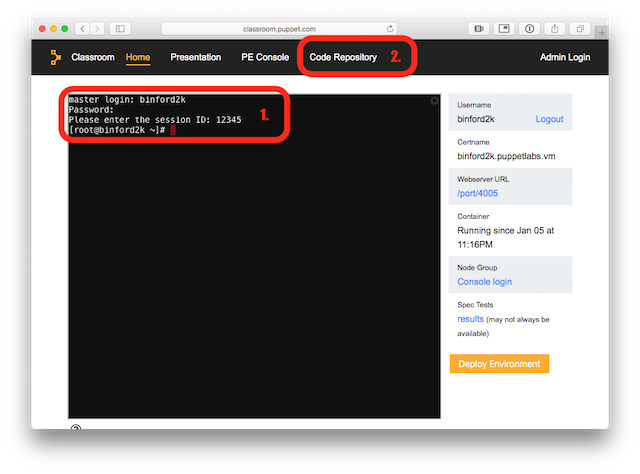 classroom.puppet.com
Classroom Home Presentation PE Console Code Repository 2. Admin Login
master login: binford2k
Password:
Please enter the session ID: 12345 1.
[root@binford2k ~]#
Username
binford2k Logout
Certname
binford2k.puppetlabs.vm
Webserver URL
/port/4005
Container
Running since Jan 05 at
11:16PM
Node Group
Console login
Spec Tests
results (may not always be
available)
Deploy Environment